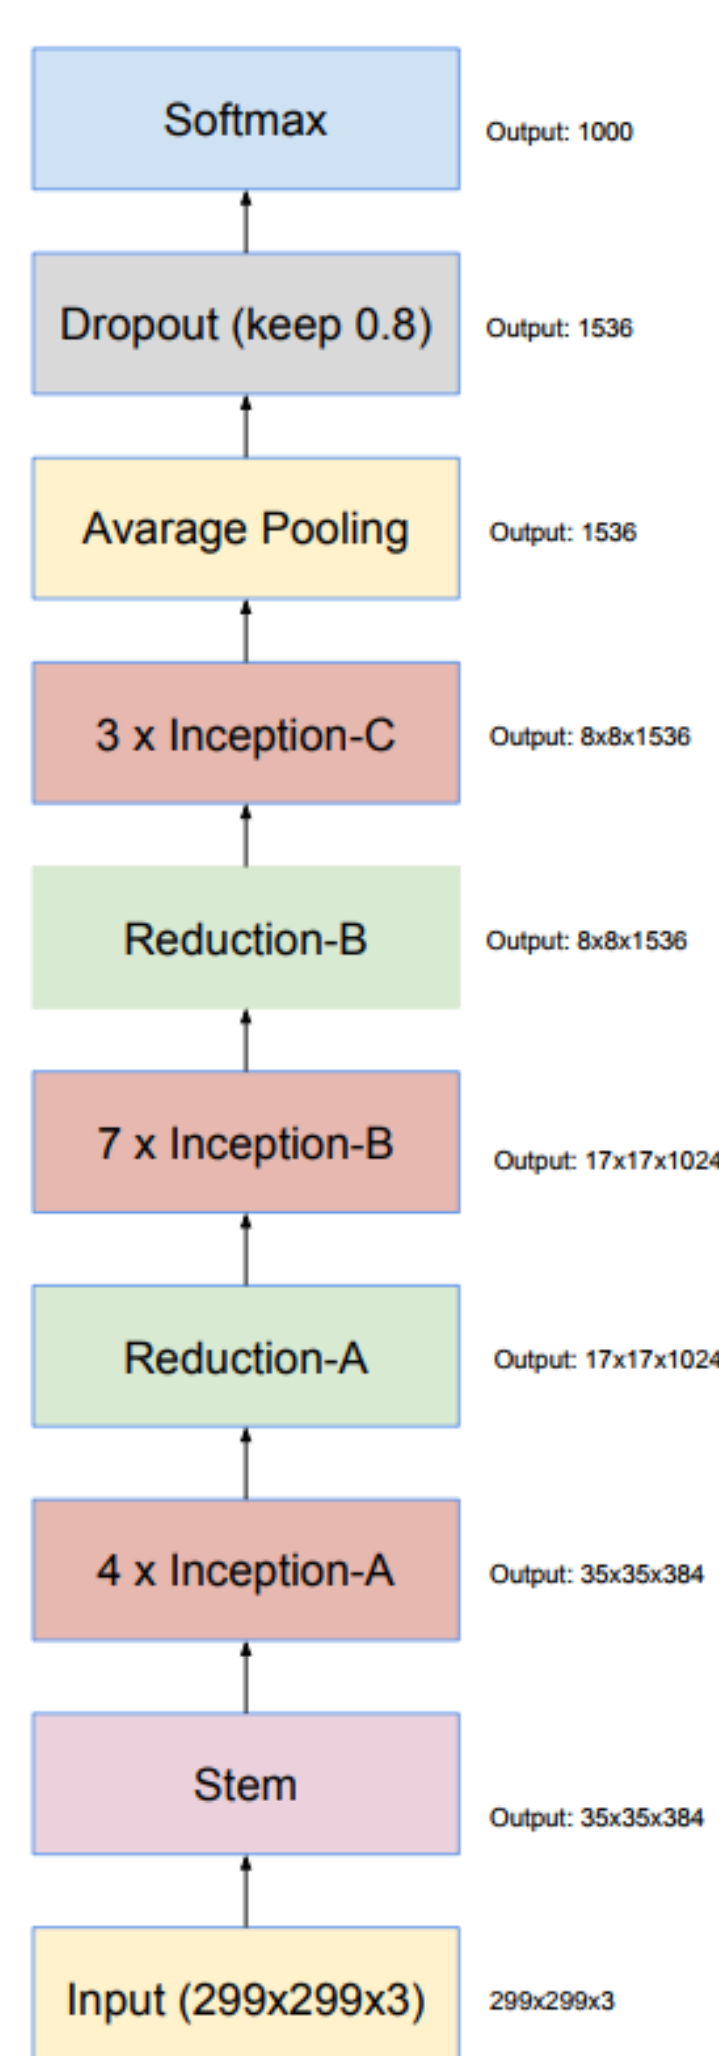 Softmax
Output: 1000
Dropout (keep 0.8)
Output: 1536
Avarage Pooling
Output: 1536
3 x Inception-C
Output: 8x8x1536
Reduction-B
Output: 8x8x1536
7 x Inception-B
Output: 17x17x1024
Reduction-A
Output: 17x17x1024
4 x Inception-A
Output: 35x35x384
Stem
Output: 35x35x384
Input (299x299x3)
299x299x3